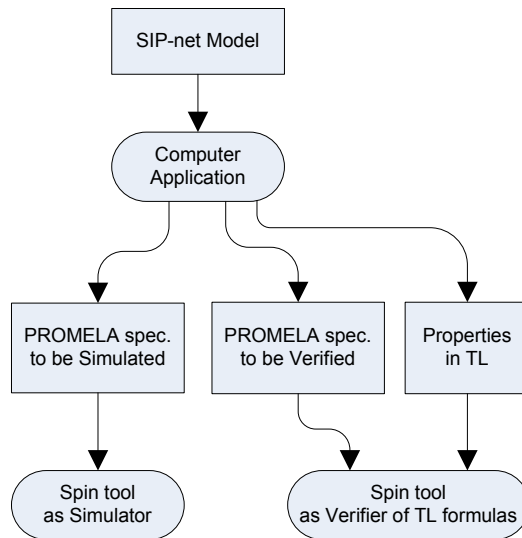 SIP-net Model
Computer
Application
PROMELA spec.
to be Simulated
PROMELA spec.
to be Verified
Properties
in TL
Spin tool
as Simulator
Spin tool
as Verifier of TL formulas